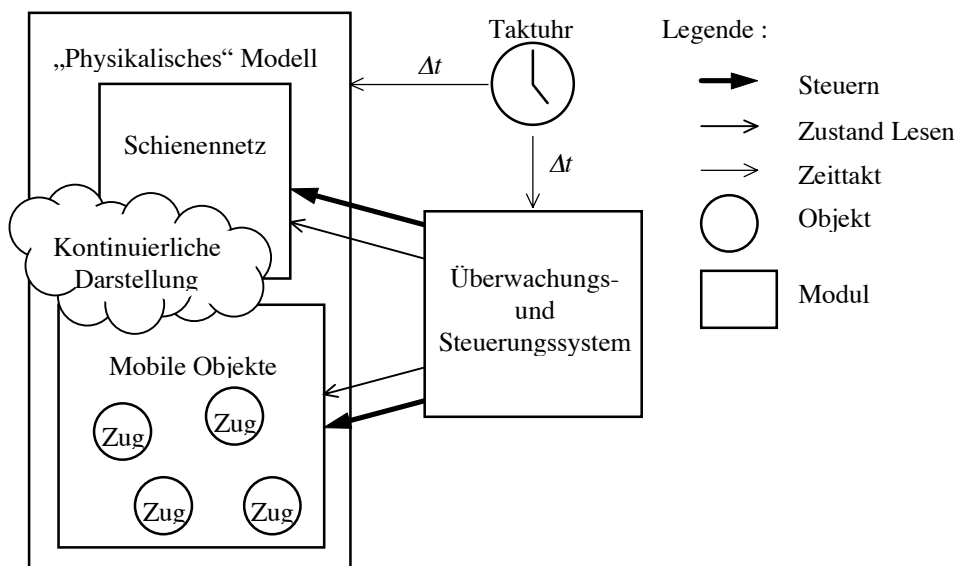 „Physikalisches“ Modell
Schienennetz
Kontinuierliche
Darstellung
Mobile Objekte
Zug
Zug
Zug
Zug
Δt
Taktuhr
Δt
Überwachungs-
und
Steuerungssystem
Legende :
Steuern
Zustand Lesen
Zeittakt
Objekt
Modul